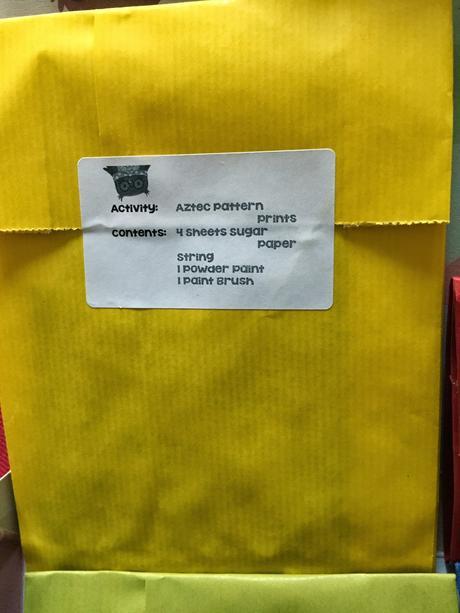 Activity: Aztec pattern
prints
Contents: 4 sheets sugar
paper
String
1 powder paint
1 paint Brush